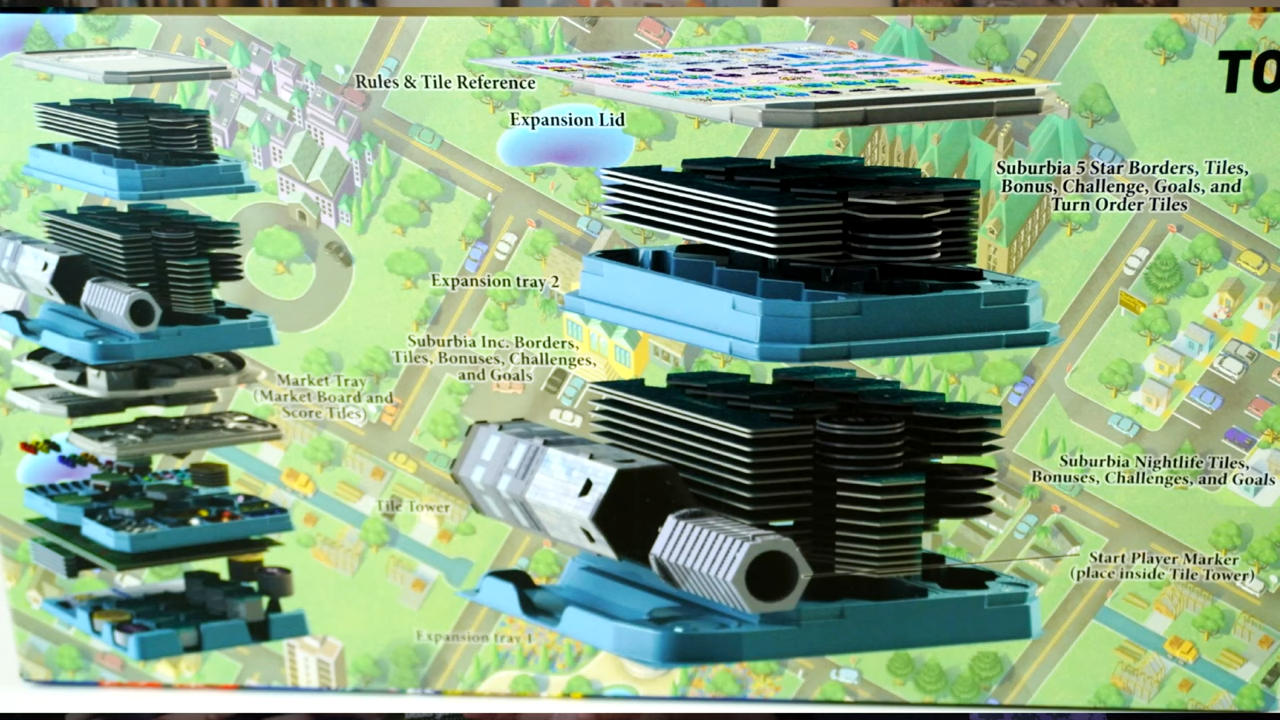 TO
Rules & Tile Reference
Expansion Lid
Suburbia 5 Star Borders, Tiles,
Bonus, Challenge, Goals, and
Turn Order Tiles
Expansion tray 2
Suburbia Inc. Borders,
Tiles, Bonuses, Challenges,
and Goals
Market Tray
(Market Board and
Score Tiles)
Suburbia Nightlife Tiles,
Bonuses, Challenges, and Goals
Tile Tower
Start Player Marker
(place inside Tile Tower)
Expansion tray 1